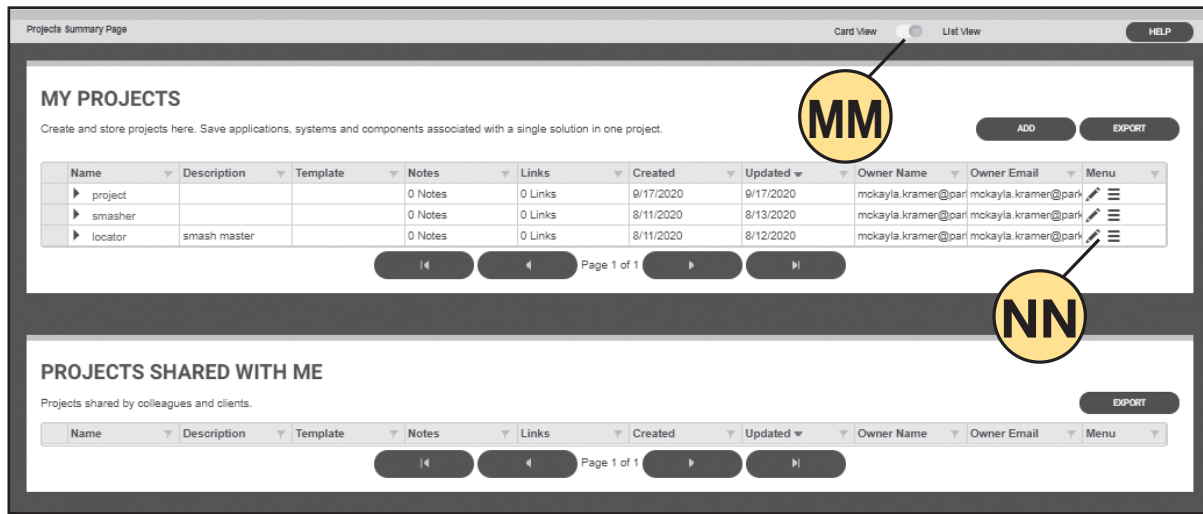 Projects Summary Page Card View List View HELP
MY PROJECTS
MM
Create and store projects here. Save applications, systems and components associated with a single solution in one project.
ADD EXPORT
Name Description Template Notes Links Created Updated Owner Name Owner Email Menu
project 0 Notes 0 Links 9/17/2020 9/17/2020 mckayla.kramer@par mckayla.kramer@park
smasher 0 Notes 0 Links 8/11/2020 8/13/2020 mckayla.kramer@par mckayla.kramer@park
locator smash master 0 Notes 0 Links 8/11/2020 8/12/2020 mckayla.kramer@par mckayla.kramer@park
Page 1 of 1
NN
PROJECTS SHARED WITH ME
Projects shared by colleagues and clients.
EXPORT
Name Description Template Notes Links Created Updated Owner Name Owner Email Menu
Page 1 of 1